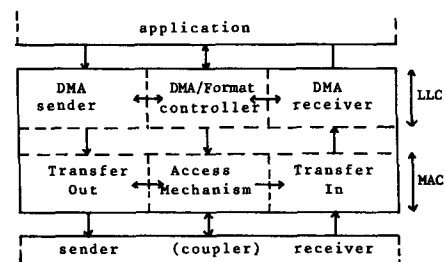 application
DMA DMA/Format DMA
sender controller receiver
LLC
Transfer Access Transfer
Out Mechanism In
MAC
sender (coupler) receiver